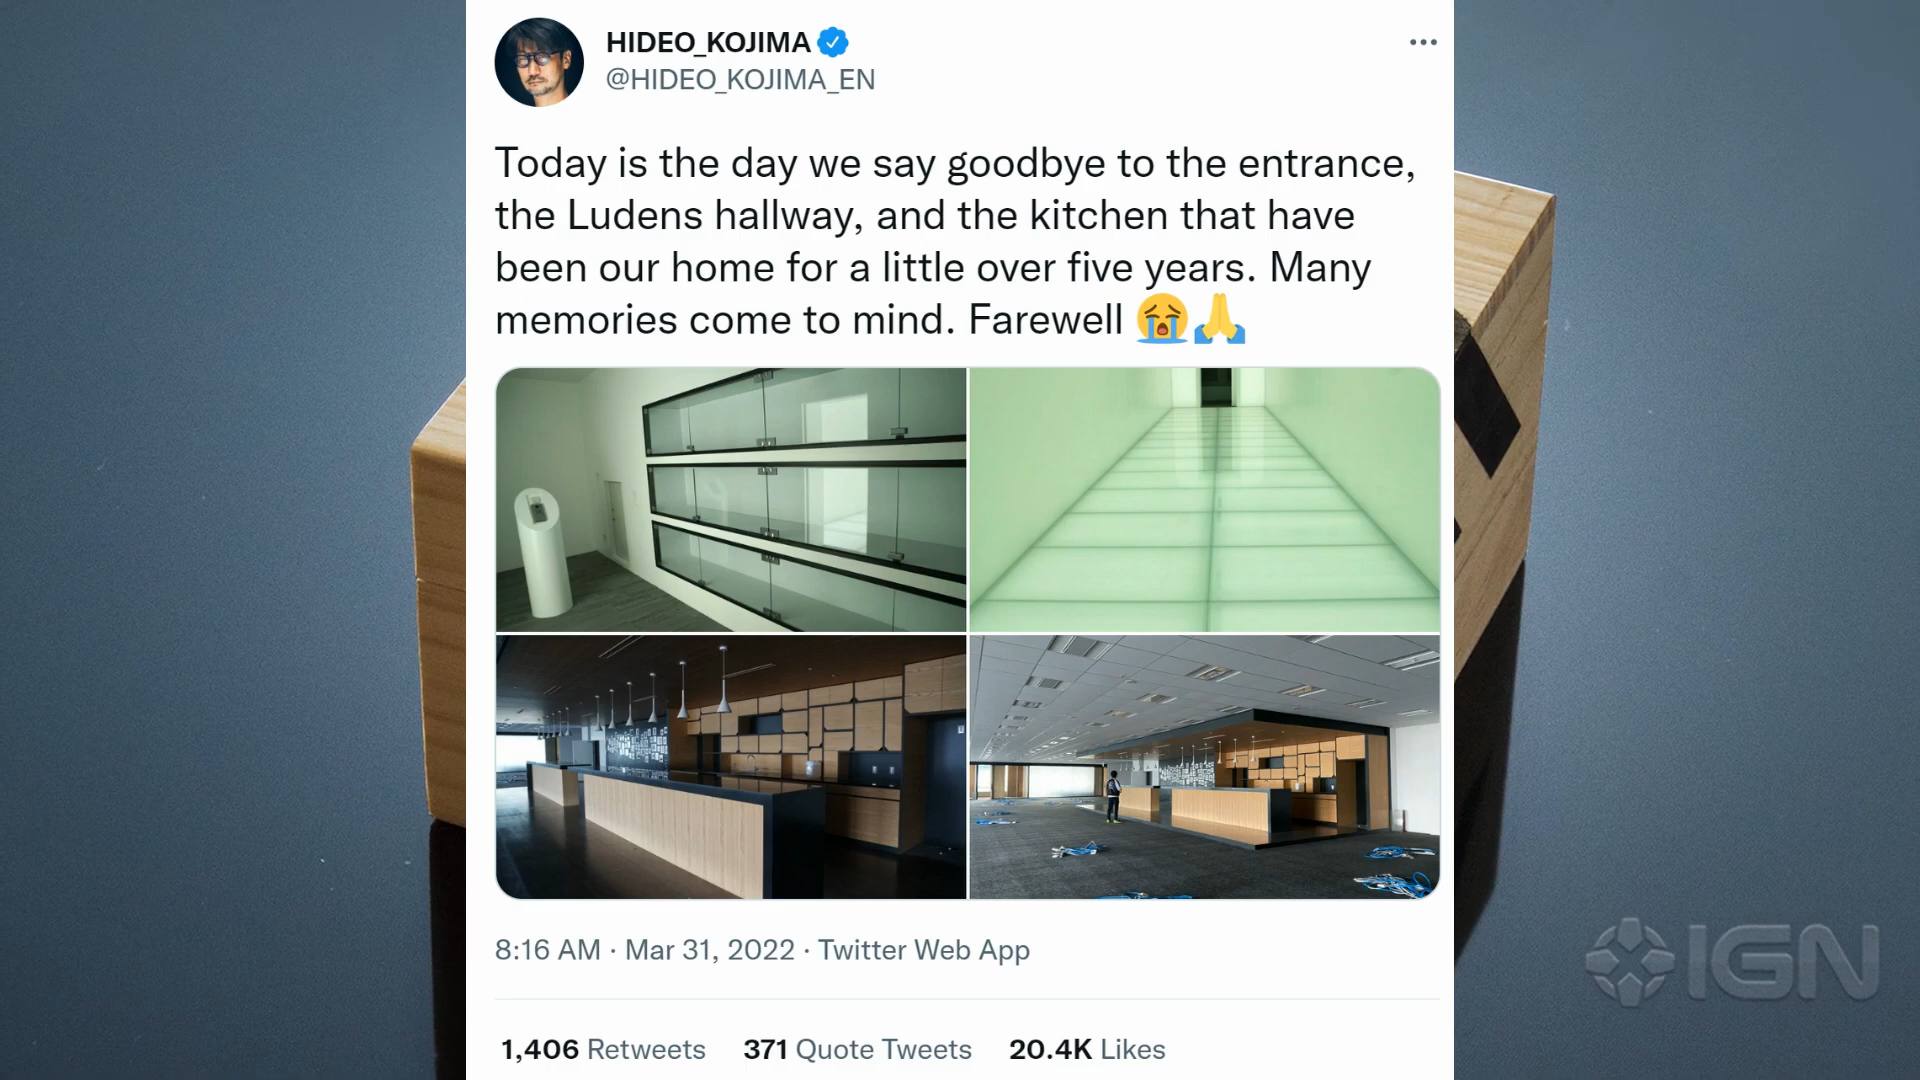 HIDEO_KOJIMA
@HIDEO_KOJIMA_EN
Today is the day we say goodbye to the entrance,
the Ludens hallway, and the kitchen that have
been our home for a little over five years. Many
memories come to mind. Farewell 😭🙏
8:16 AM · Mar 31, 2022 · Twitter Web App
1,406 Retweets 371 Quote Tweets 20.4K Likes
IGN